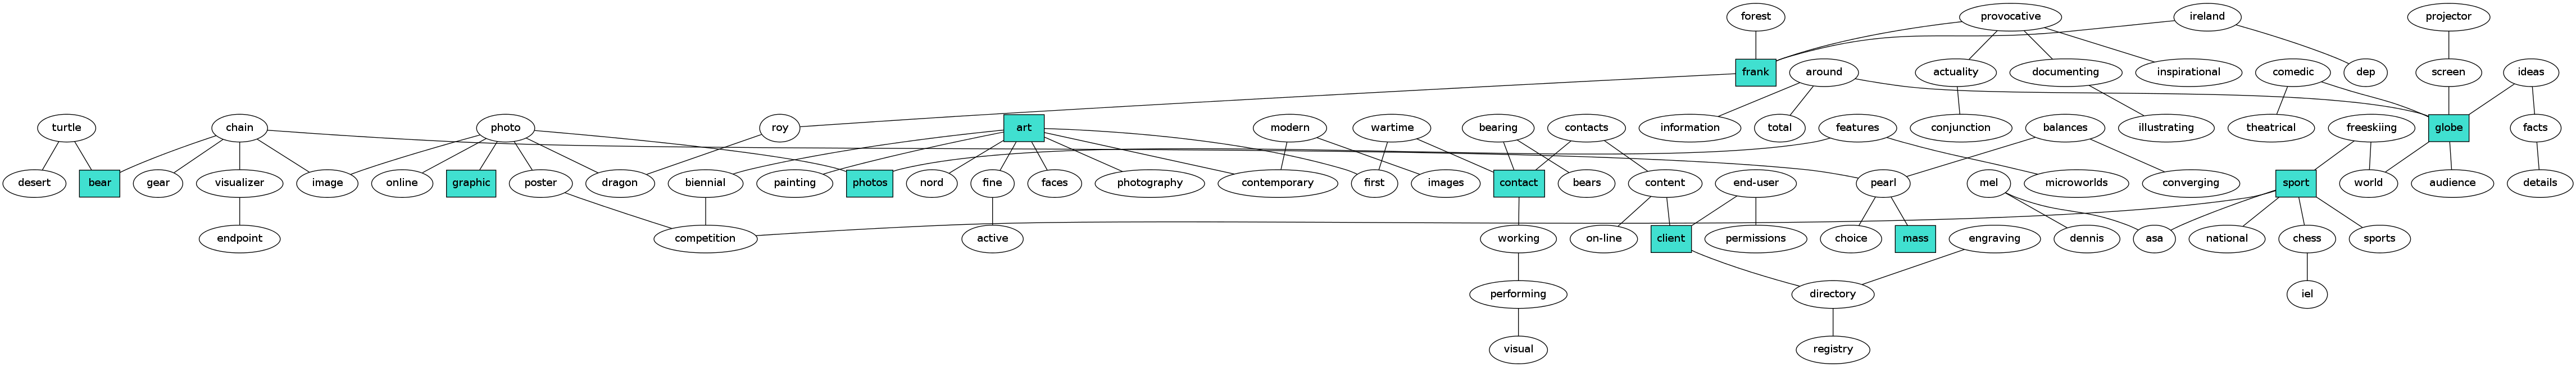 forest
provocative
ireland
projector
frank
around
actuality
documenting
inspirational
comedic
dep
screen
ideas
turtle
chain
photo
roy
art
modern
wartime
bearing
contacts
information
total
features
conjunction
balances
illustrating
theatrical
freeskiing
globe
facts
desert
bear
gear
visualizer
image
online
graphic
poster
dragon
biennial
painting
photos
nord
fine
faces
photography
contemporary
first
images
contact
bears
content
end-user
pearl
mel
microworlds
converging
sport
world
audience
details
endpoint
competition
active
working
on-line
client
permissions
choice
mass
engraving
dennis
asa
national
chess
sports
performing
directory
iel
visual
registry